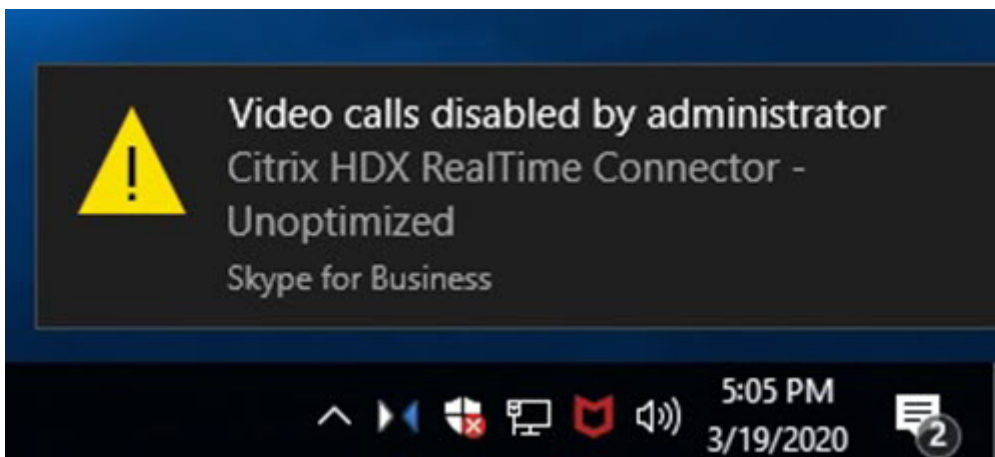 Video calls disabled by administrator
Citrix HDX RealTime Connector -
Unoptimized
Skype for Business
5:05 PM
3/19/2020
2